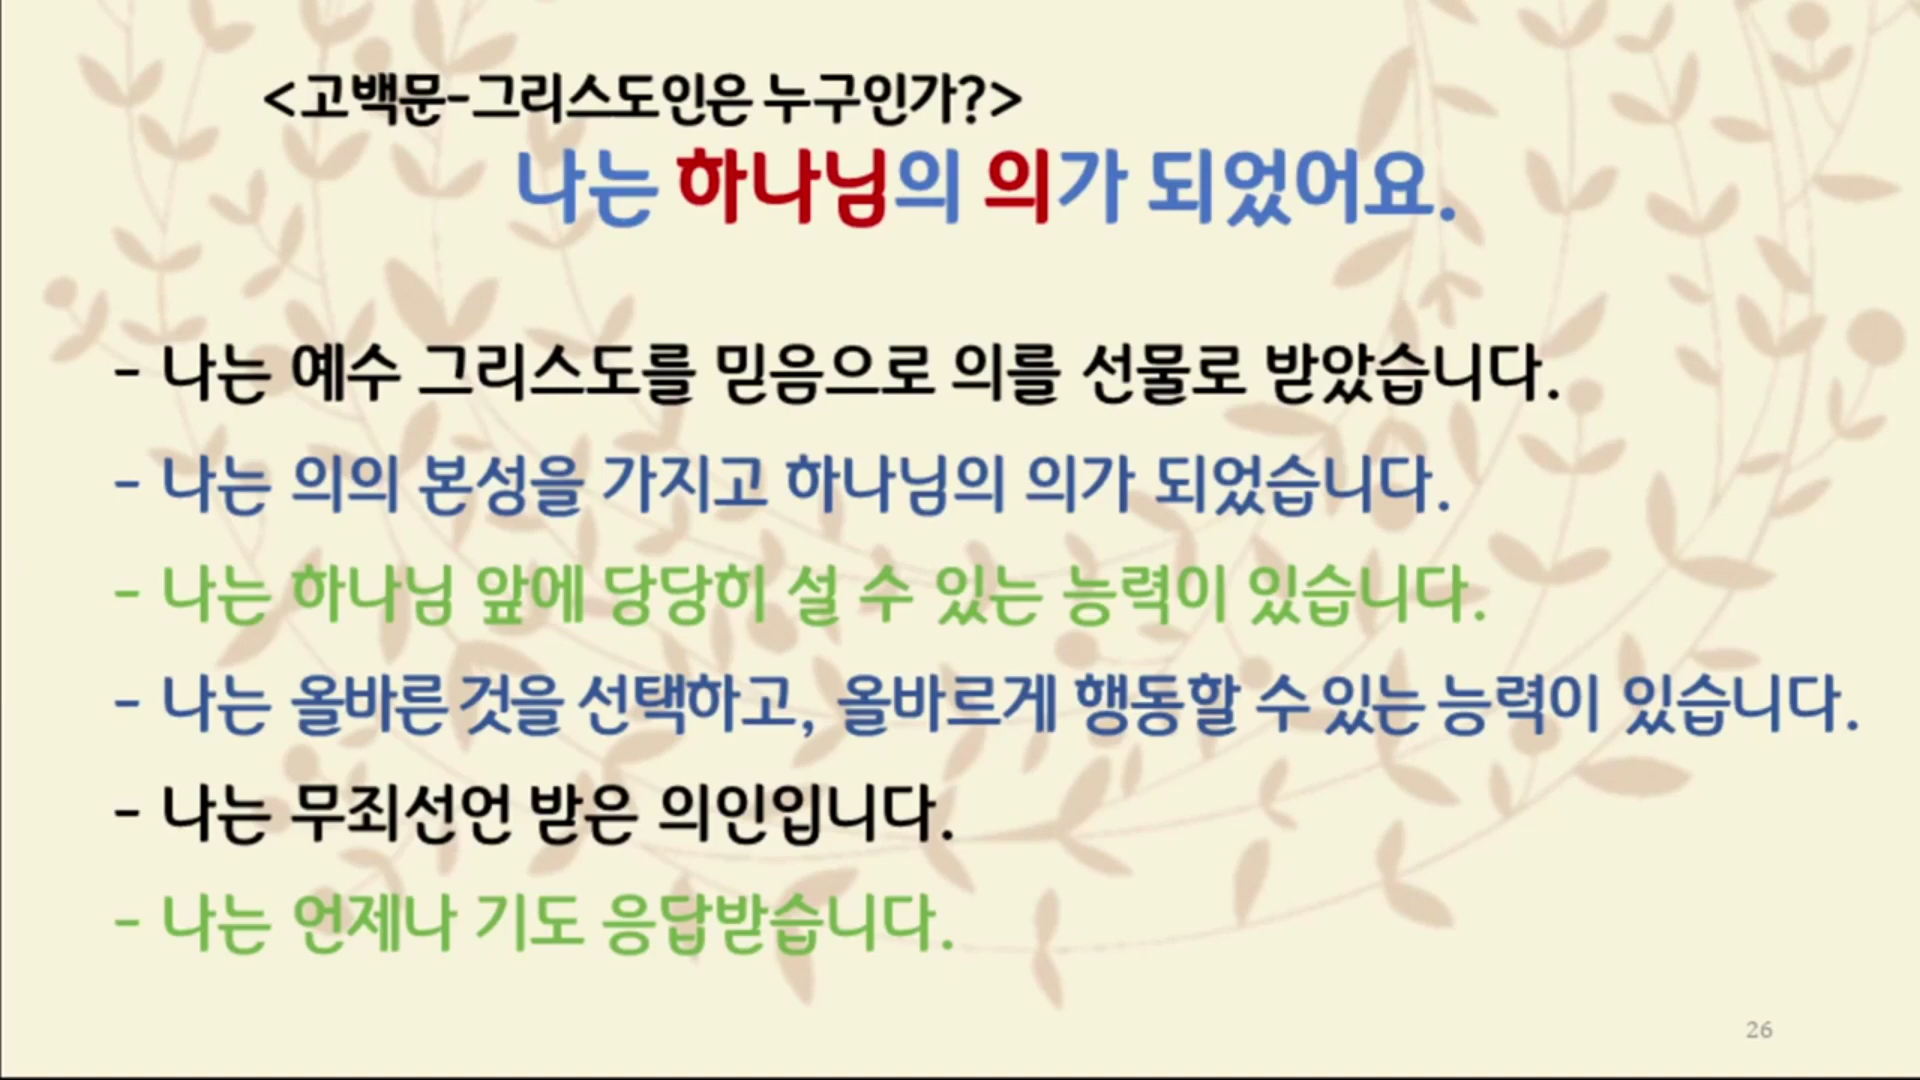 <고백문-그리스도인은 누구인가?>
나는 하나님의 의가 되었어요.
- 나는 예수 그리스도를 믿음으로 의를 선물로 받았습니다.
- 나는 의의 본성을 가지고 하나님의 의가 되었습니다.
- 나는 하나님 앞에 당당히 설 수 있는 능력이 있습니다.
- 나는 올바른 것을 선택하고, 올바르게 행동할 수 있는 능력이 있습니다.
- 나는 무죄선언 받은 의인입니다.
- 나는 언제나 기도 응답받습니다.
26